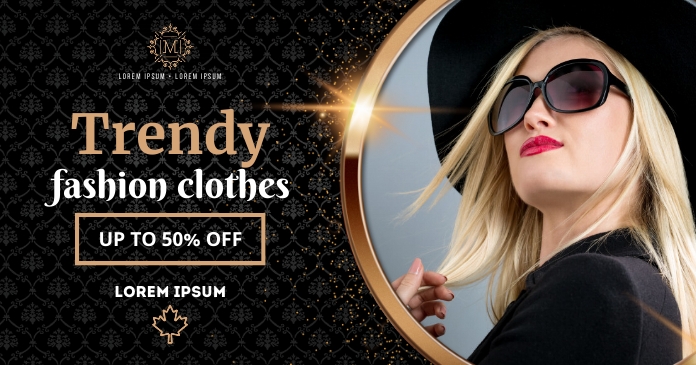 M
LOREM IPSUM • LOREM IPSUM
Trendy
fashion clothes
UP TO 50% OFF
LOREM IPSUM